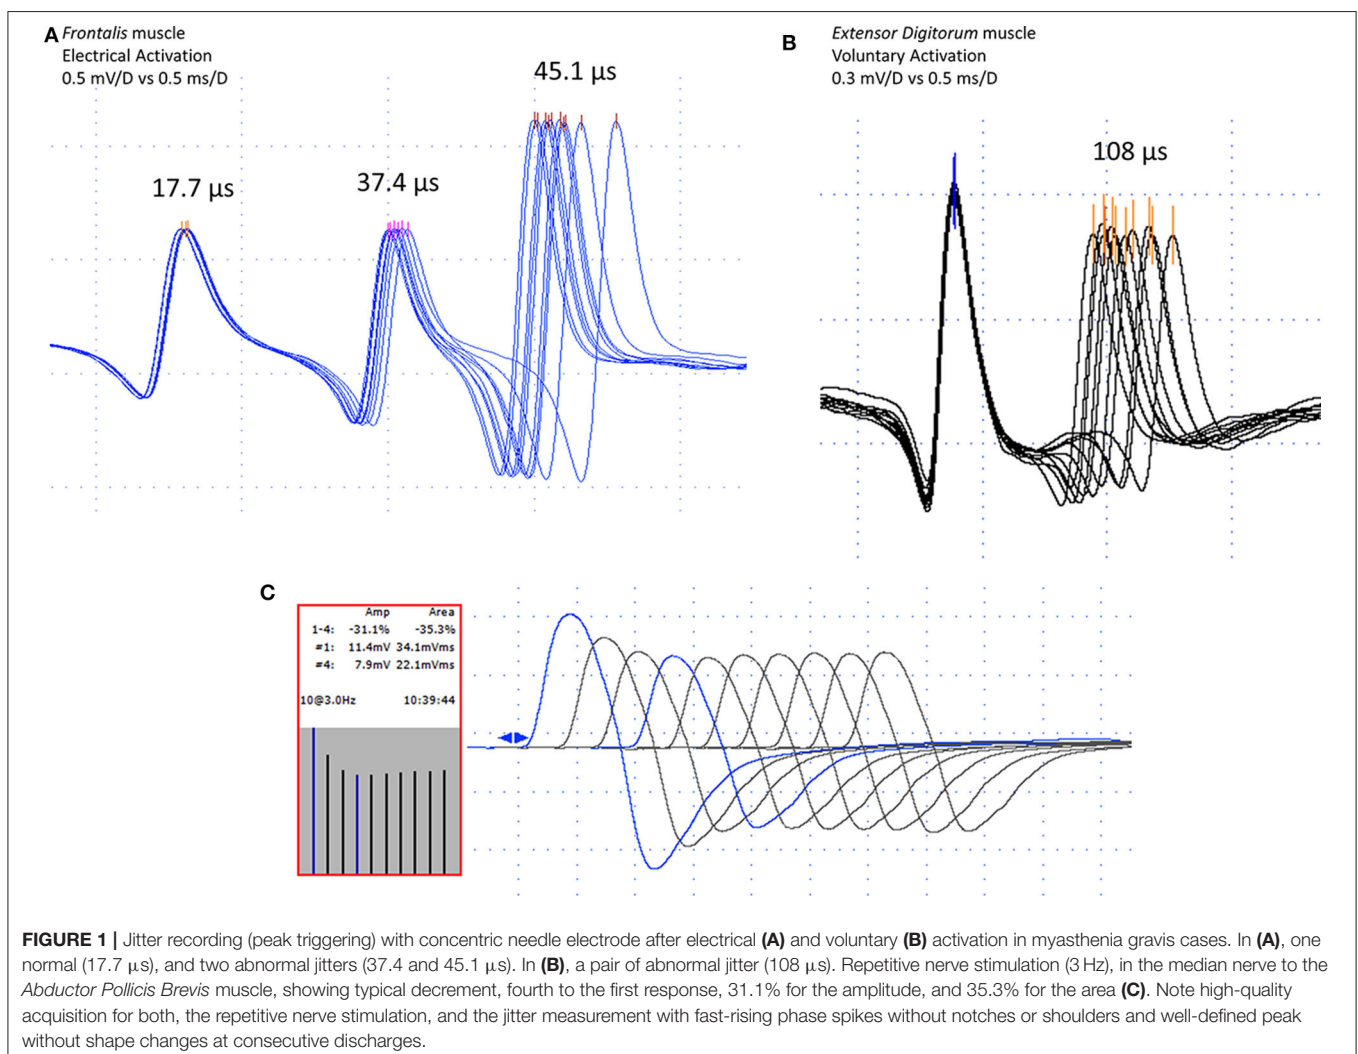 A Frontalis muscle
Electrical Activation
0.5 mV/D vs 0.5 ms/D
17.7 µs
37.4 µs
45.1 µs
B
Extensor Digitorum muscle
Voluntary Activation
0.3 mV/D vs 0.5 ms/D
108 µs
C
Amp Area
1-4: -31.1% -35.3%
#1: 11.4mV 34.1mVms
#4: 7.9mV 22.1mVms
10@3.0Hz 10:39:44
FIGURE 1 | Jitter recording (peak triggering) with concentric needle electrode after electrical (A) and voluntary (B) activation in myasthenia gravis cases. In (A), one
normal (17.7 µs), and two abnormal jitters (37.4 and 45.1 µs). In (B), a pair of abnormal jitter (108 µs). Repetitive nerve stimulation (3 Hz), in the median nerve to the
Abductor Pollicis Brevis muscle, showing typical decrement, fourth to the first response, 31.1% for the amplitude, and 35.3% for the area (C). Note high-quality
acquisition for both, the repetitive nerve stimulation, and the jitter measurement with fast-rising phase spikes without notches or shoulders and well-defined peak
without shape changes at consecutive discharges.